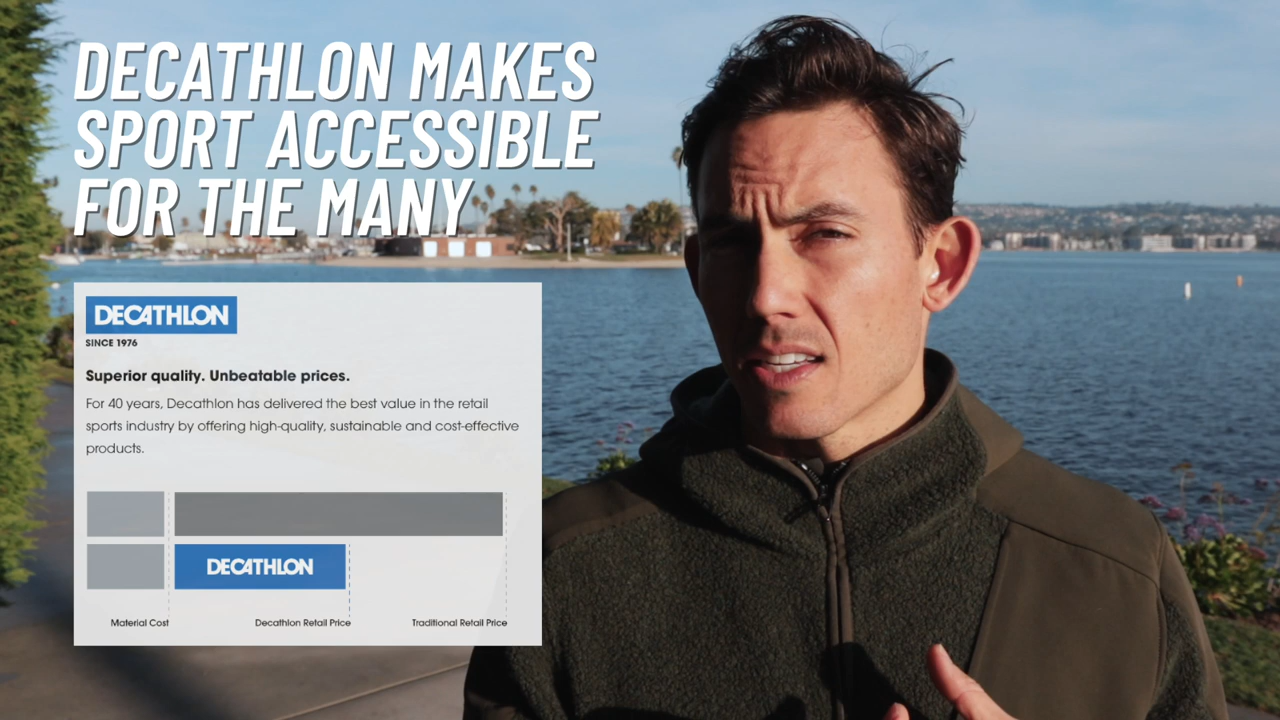 DECATHLON MAKES
SPORT ACCESSIBLE
FOR THE MANY
DECATHLON
SINCE 1976
Superior quality. Unbeatable prices.
For 40 years, Decathlon has delivered the best value in the retail
sports industry by offering high-quality, sustainable and cost-effective
products.
DECATHLON
Material Cost
Decathlon Retail Price
Traditional Retail Price